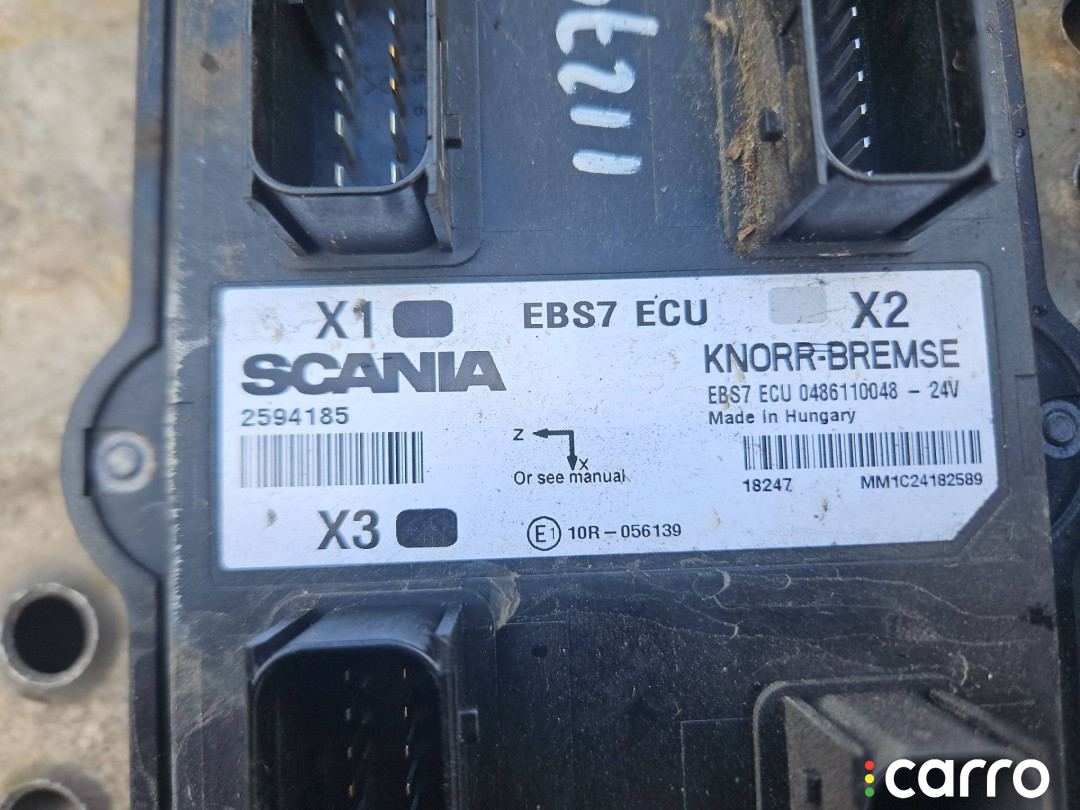 X1 EBS7 ECU X2
SCANIA KNORR-BREMSE
2594185 EBS7 ECU 0486110048 - 24V
Made in Hungary
Z
X
Or see manual
18247 MM1C24182589
X3 E1 10R-056139
carro